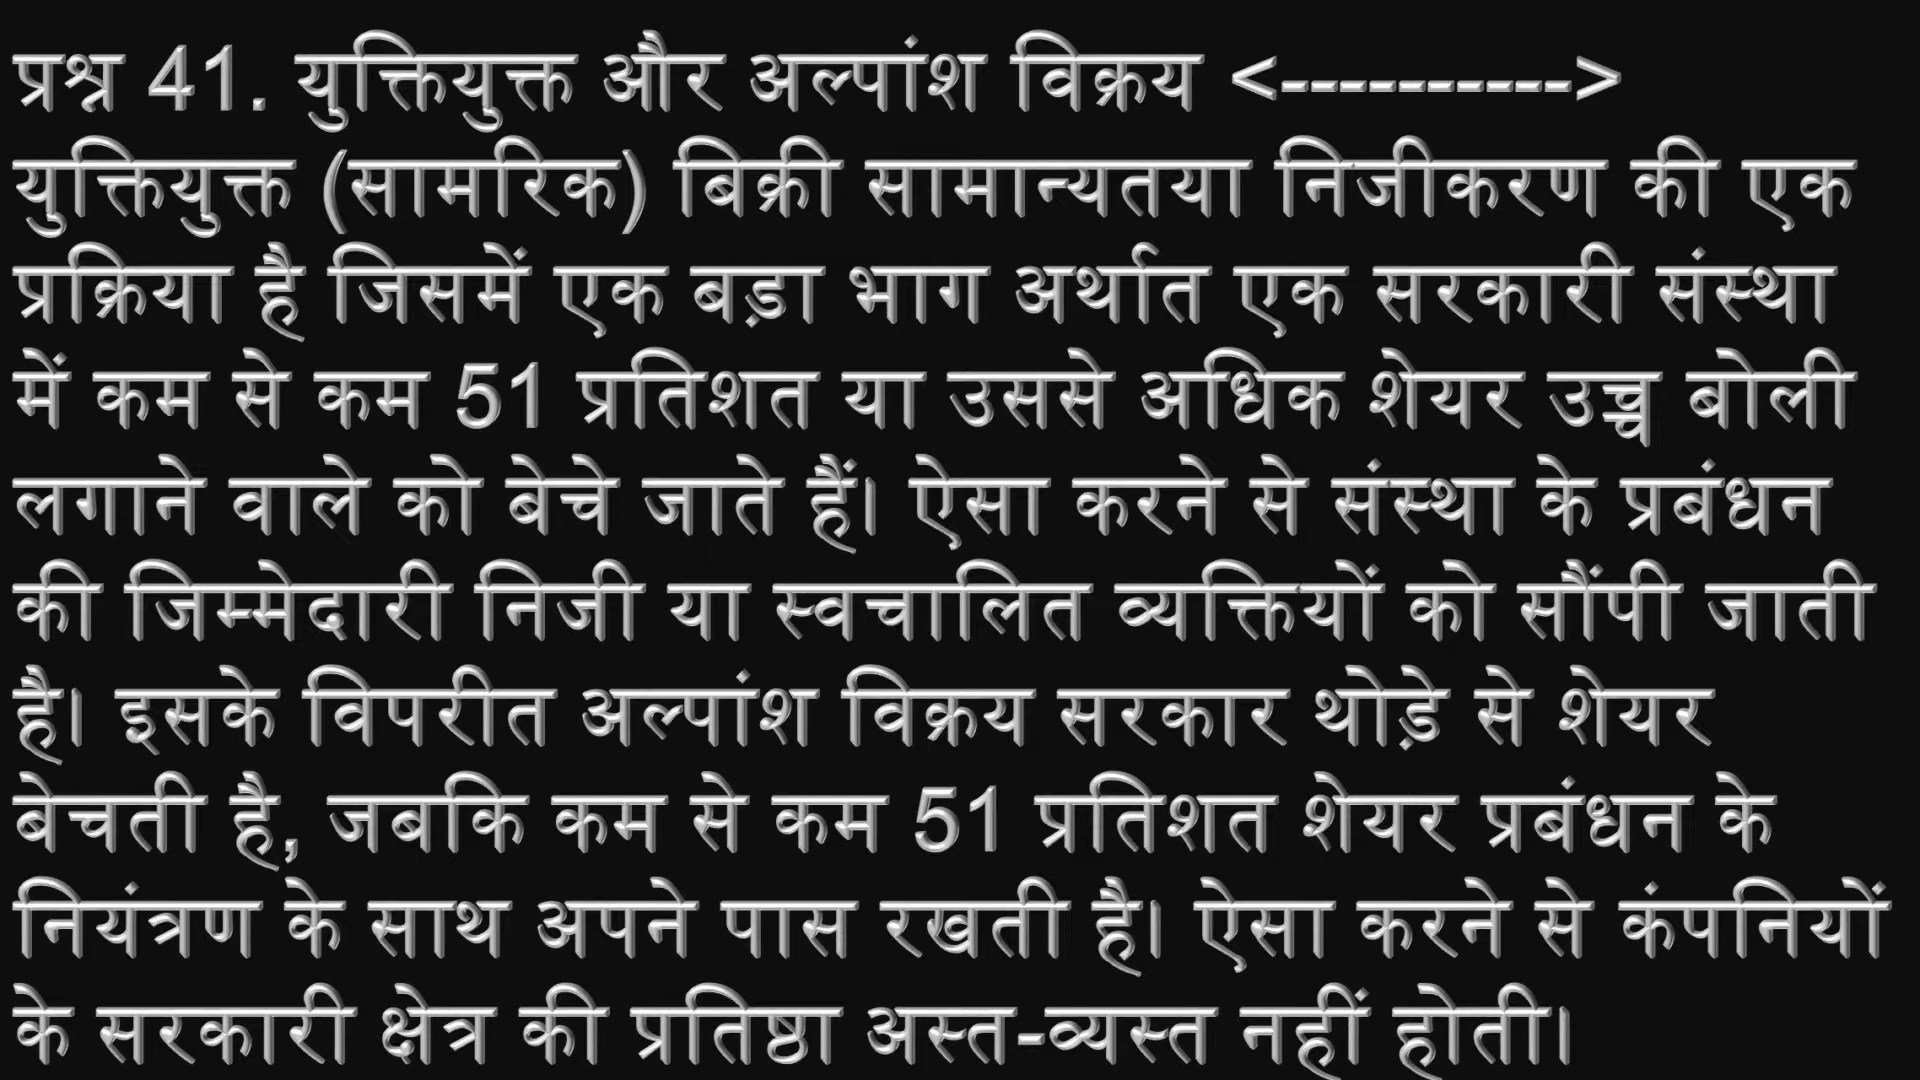 प्रश्न 41. युक्तियुक्त और अल्पांश विक्रय <---------->
युक्तियुक्त (सामरिक) बिक्री सामान्यतया निजीकरण की एक
प्रक्रिया है जिसमें एक बड़ा भाग अर्थात एक सरकारी संस्था
में कम से कम 51 प्रतिशत या उससे अधिक शेयर उच्च बोली
लगाने वाले को बेचे जाते हैं। ऐसा करने से संस्था के प्रबंधन
की जिम्मेदारी निजी या स्वचालित व्यक्तियों को सौंपी जाती
है। इसके विपरीत अल्पांश विक्रय सरकार थोड़े से शेयर
बेचती है, जबकि कम से कम 51 प्रतिशत शेयर प्रबंधन के
नियंत्रण के साथ अपने पास रखती है। ऐसा करने से कंपनियों
के सरकारी क्षेत्र की प्रतिष्ठा अस्त-व्यस्त नहीं होती।